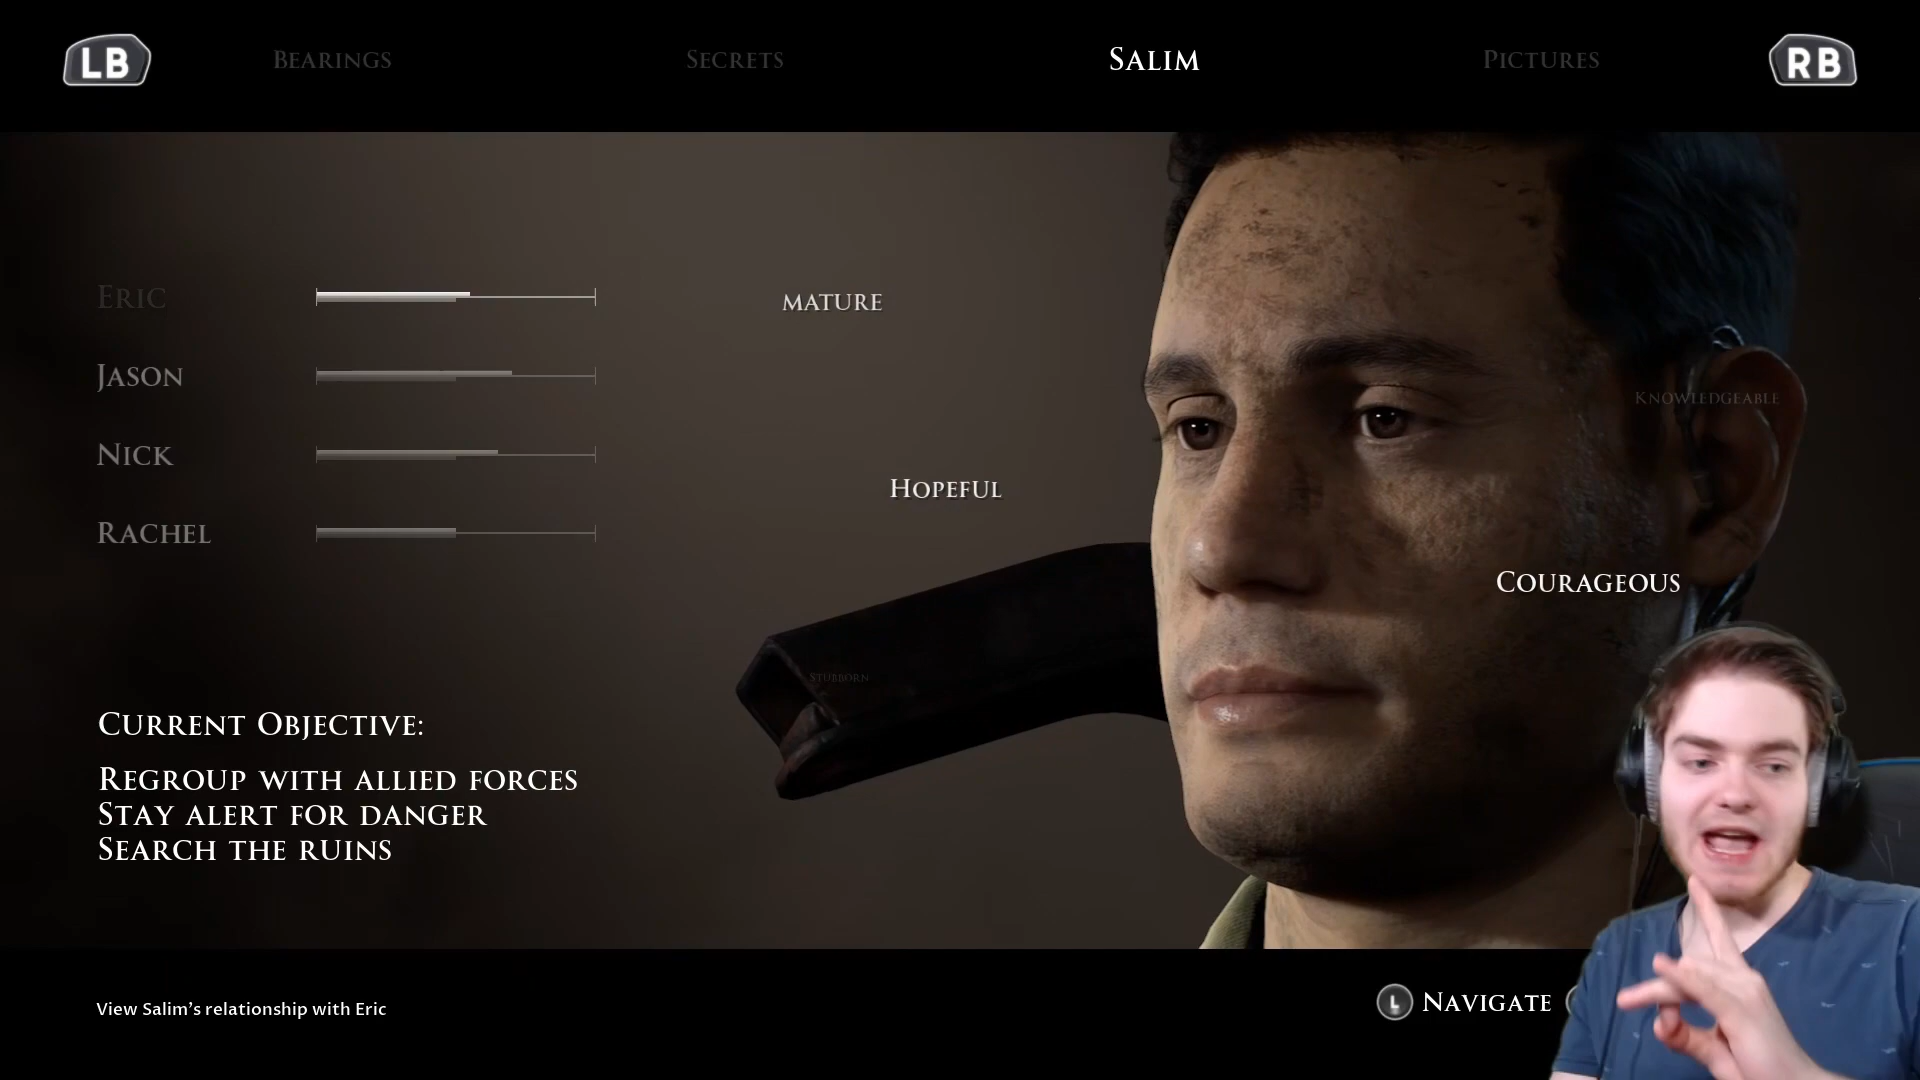 LB
Bearings
Secrets
Salim
Pictures
RB
Eric
Jason
Nick
Rachel
Mature
Hopeful
Knowledgeable
Courageous
Stubborn
Current Objective:
Regroup with allied forces
Stay alert for danger
Search the ruins
View Salim's relationship with Eric
L Navigate